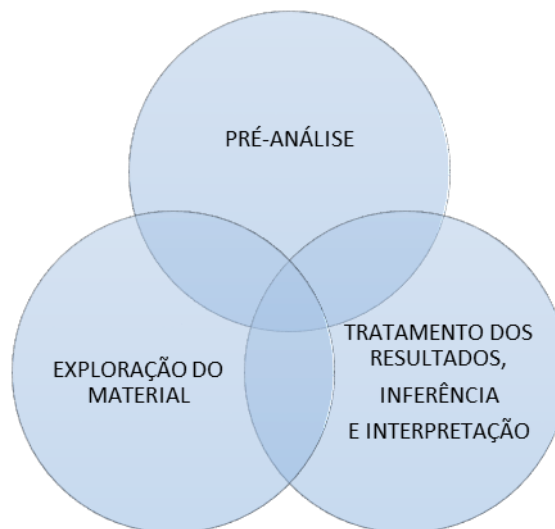 PRÉ-ANÁLISE
EXPLORAÇÃO DO
MATERIAL
TRATAMENTO DOS
RESULTADOS,
INFERÊNCIA
E INTERPRETAÇÃO